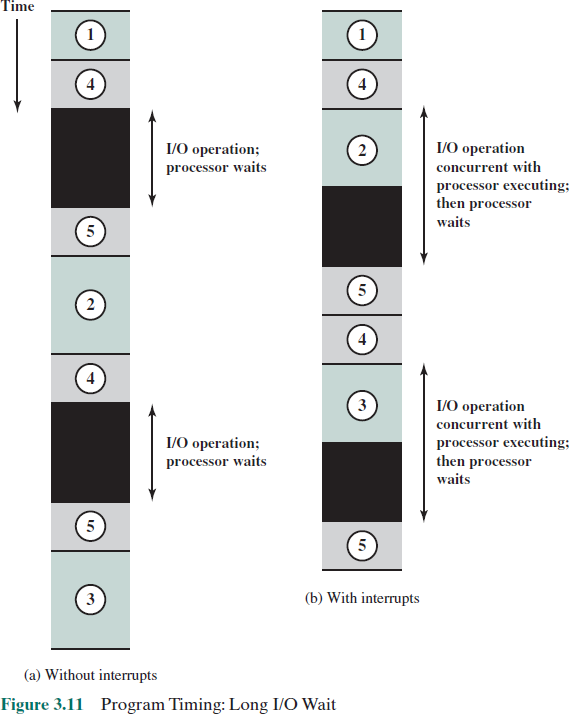 Time
1
4
I/O operation;
processor waits
5
2
4
I/O operation;
processor waits
5
3
(a) Without interrupts
1
4
2
I/O operation
concurrent with
processor executing;
then processor
waits
5
4
3
I/O operation
concurrent with
processor executing;
then processor
waits
5
(b) With interrupts
Figure 3.11 Program Timing: Long I/O Wait